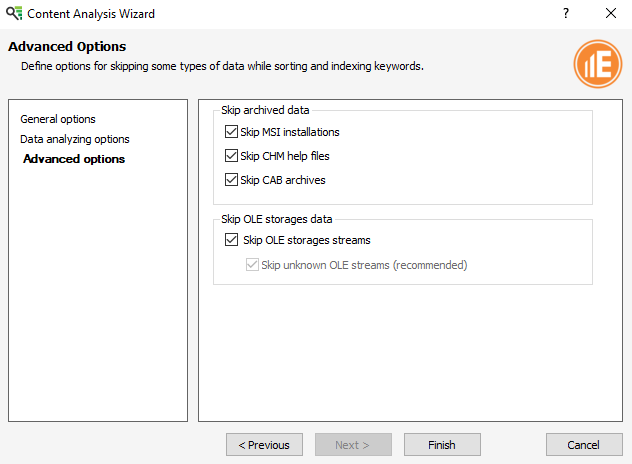 Content Analysis Wizard
?
Advanced Options
Define options for skipping some types of data while sorting and indexing keywords.
E
General options
Data analyzing options
Advanced options
Skip archived data
Skip MSI installations
Skip CHM help files
Skip CAB archives
Skip OLE storages data
Skip OLE storages streams
Skip unknown OLE streams (recommended)
< Previous
Next >
Finish
Cancel